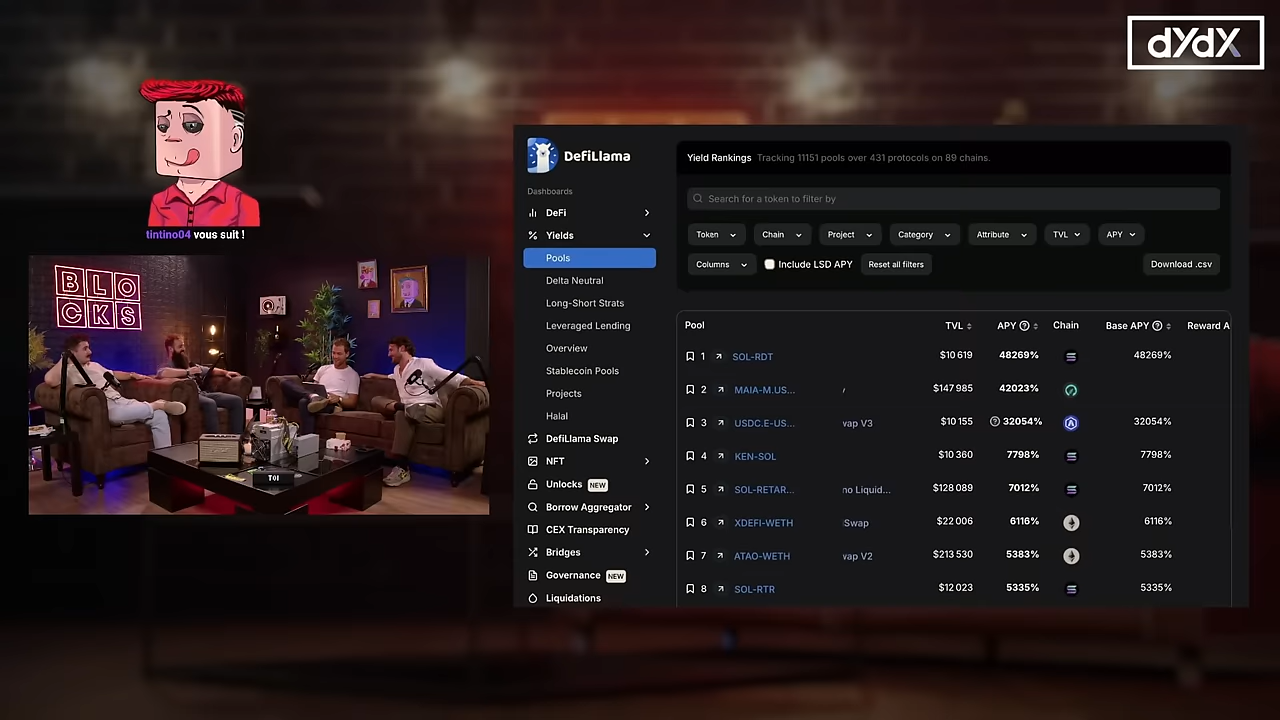 dYdX
tintino04 vous suit !
BLO
CKS
DefiLlama
Dashboards
DeFi
Yields
Pools
Delta Neutral
Long-Short Strats
Leveraged Lending
Overview
Stablecoin Pools
Projects
Halal
DefiLlama Swap
NFT
Unlocks NEW
Borrow Aggregator
CEX Transparency
Bridges
Governance NEW
Liquidations
Yield Rankings Tracking 11151 pools over 431 protocols on 89 chains.
Search for a token to filter by
Token Chain Project Category Attribute TVL APY
Columns Include LSD APY Reset all filters Download .csv
Pool TVL APY Chain Base APY Reward A
1 SOL-RDT $10 619 48269% 48269%
2 MAIA-M.US... $147 985 42023%
3 USDC.E-US... vap V3 $10 155 32054% 32054%
4 KEN-SOL $10 360 7798% 7798%
5 SOL-RETAR... no Liquid... $128 089 7012% 7012%
6 XDEFI-WETH Swap $22 006 6116% 6116%
7 ATAO-WETH vap V2 $213 530 5383% 5383%
8 SOL-RTR $12 023 5335% 5335%